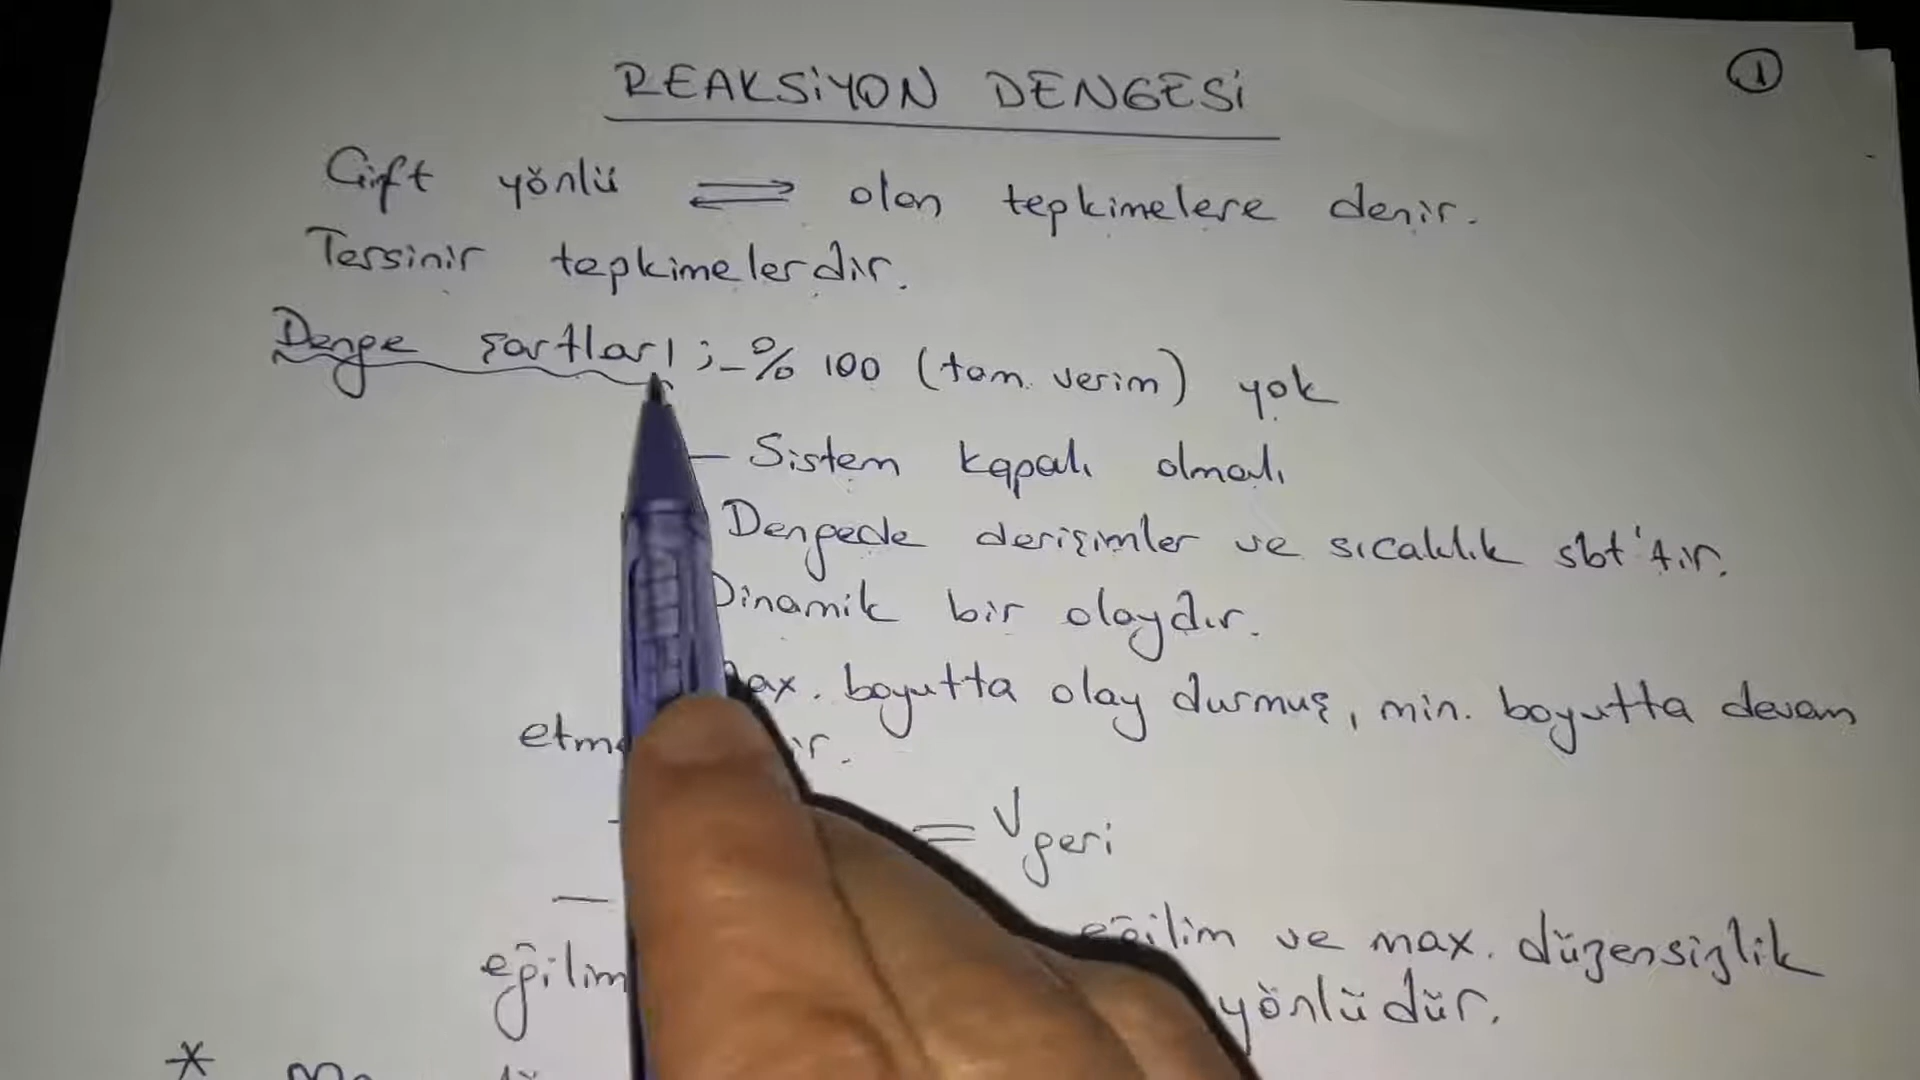 REAKSİYON DENGESİ
1
Çift yönlü ⇌ olan tepkimelere denir.
Tersinir tepkimelerdir.
Denge şartları ; - % 100 (tam verim) yok
- Sistem kapalı olmalı
Dengede derişimler ve sıcaklık sbt'tir.
Dinamik bir olaydır.
boyutta olay durmuş, min. boyutta devam
= Vgeri
eğilim ve max. düzensizlik
eğilim yönlüdür.
*